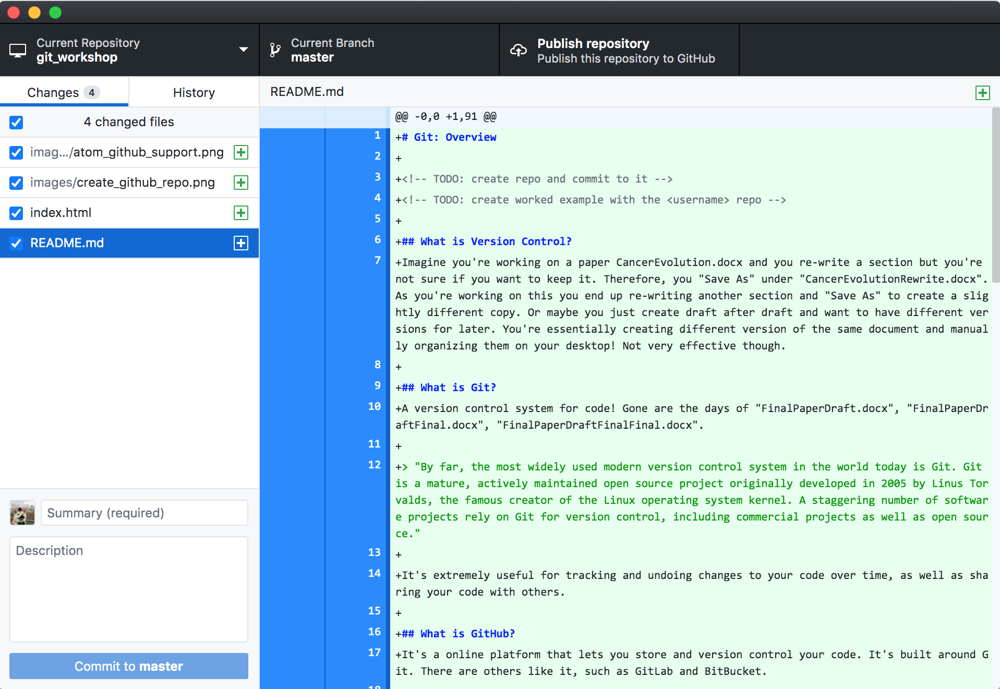 Current Repository
git_workshop
Current Branch
master
Publish repository
Publish this repository to GitHub
Changes 4
History
4 changed files
imag.../atom_github_support.png
images/create_github_repo.png
index.html
README.md
Summary (required)
Description
Commit to master
README.md
@@ -0,0 +1,91 @@
1 +# Git: Overview
2 +
3 +<!-- TODO: create repo and commit to it -->
4 +<!-- TODO: create worked example with the <username> repo -->
5 +
6 +## What is Version Control?
7 +Imagine you're working on a paper CancerEvolution.docx and you re-write a section but you're
not sure if you want to keep it. Therefore, you "Save As" under "CancerEvolutionRewrite.docx".
As you're working on this you end up re-writing another section and "Save As" to create a slig
htly different copy. Or maybe you just create draft after draft and want to have different ver
sions for later. You're essentially creating different version of the same document and manual
ly organizing them on your desktop! Not very effective though.
8 +
9 +## What is Git?
10 +A version control system for code! Gone are the days of "FinalPaperDraft.docx", "FinalPaperDr
aftFinal.docx", "FinalPaperDraftFinalFinal.docx".
11 +
12 +> "By far, the most widely used modern version control system in the world today is Git. Git
is a mature, actively maintained open source project originally developed in 2005 by Linus Tor
valds, the famous creator of the Linux operating system kernel. A staggering number of softwar
e projects rely on Git for version control, including commercial projects as well as open sour
ce."
13 +
14 +It's extremely useful for tracking and undoing changes to your code over time, as well as sha
ring your code with others.
15 +
16 +## What is GitHub?
17 +It's a online platform that lets you store and version control your code. It's built around G
it. There are others like it, such as GitLab and BitBucket.
18